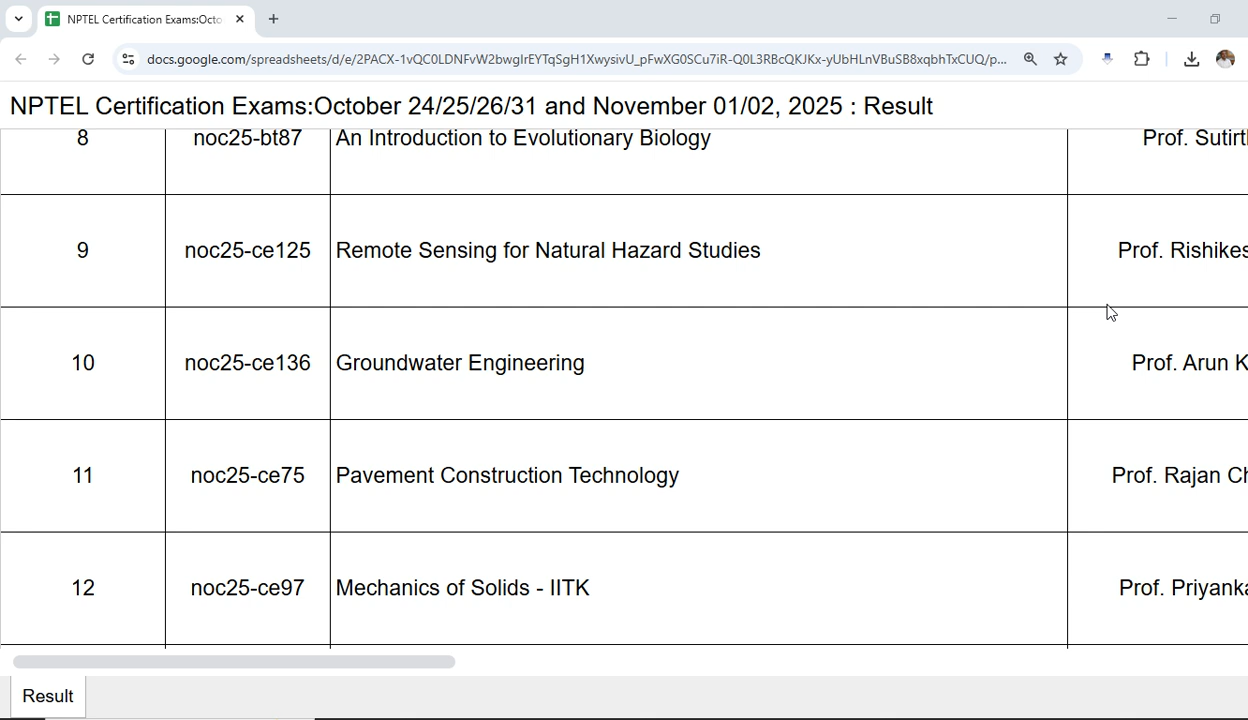 NPTEL Certification Exams:Octo
docs.google.com/spreadsheets/d/e/2PACX-1vQC0LDNFvW2bwgIrEYTqSgH1XwysivU_pFwXG0SCu7iR-Q0L3RBcQKJKx-yUbHLnVBuSB8xqbhTxCUQ/p...
NPTEL Certification Exams:October 24/25/26/31 and November 01/02, 2025 : Result
8 noc25-bt87 An Introduction to Evolutionary Biology Prof. Sutirt
9 noc25-ce125 Remote Sensing for Natural Hazard Studies Prof. Rishikes
10 noc25-ce136 Groundwater Engineering Prof. Arun K
11 noc25-ce75 Pavement Construction Technology Prof. Rajan Ch
12 noc25-ce97 Mechanics of Solids - IITK Prof. Priyanka
Result